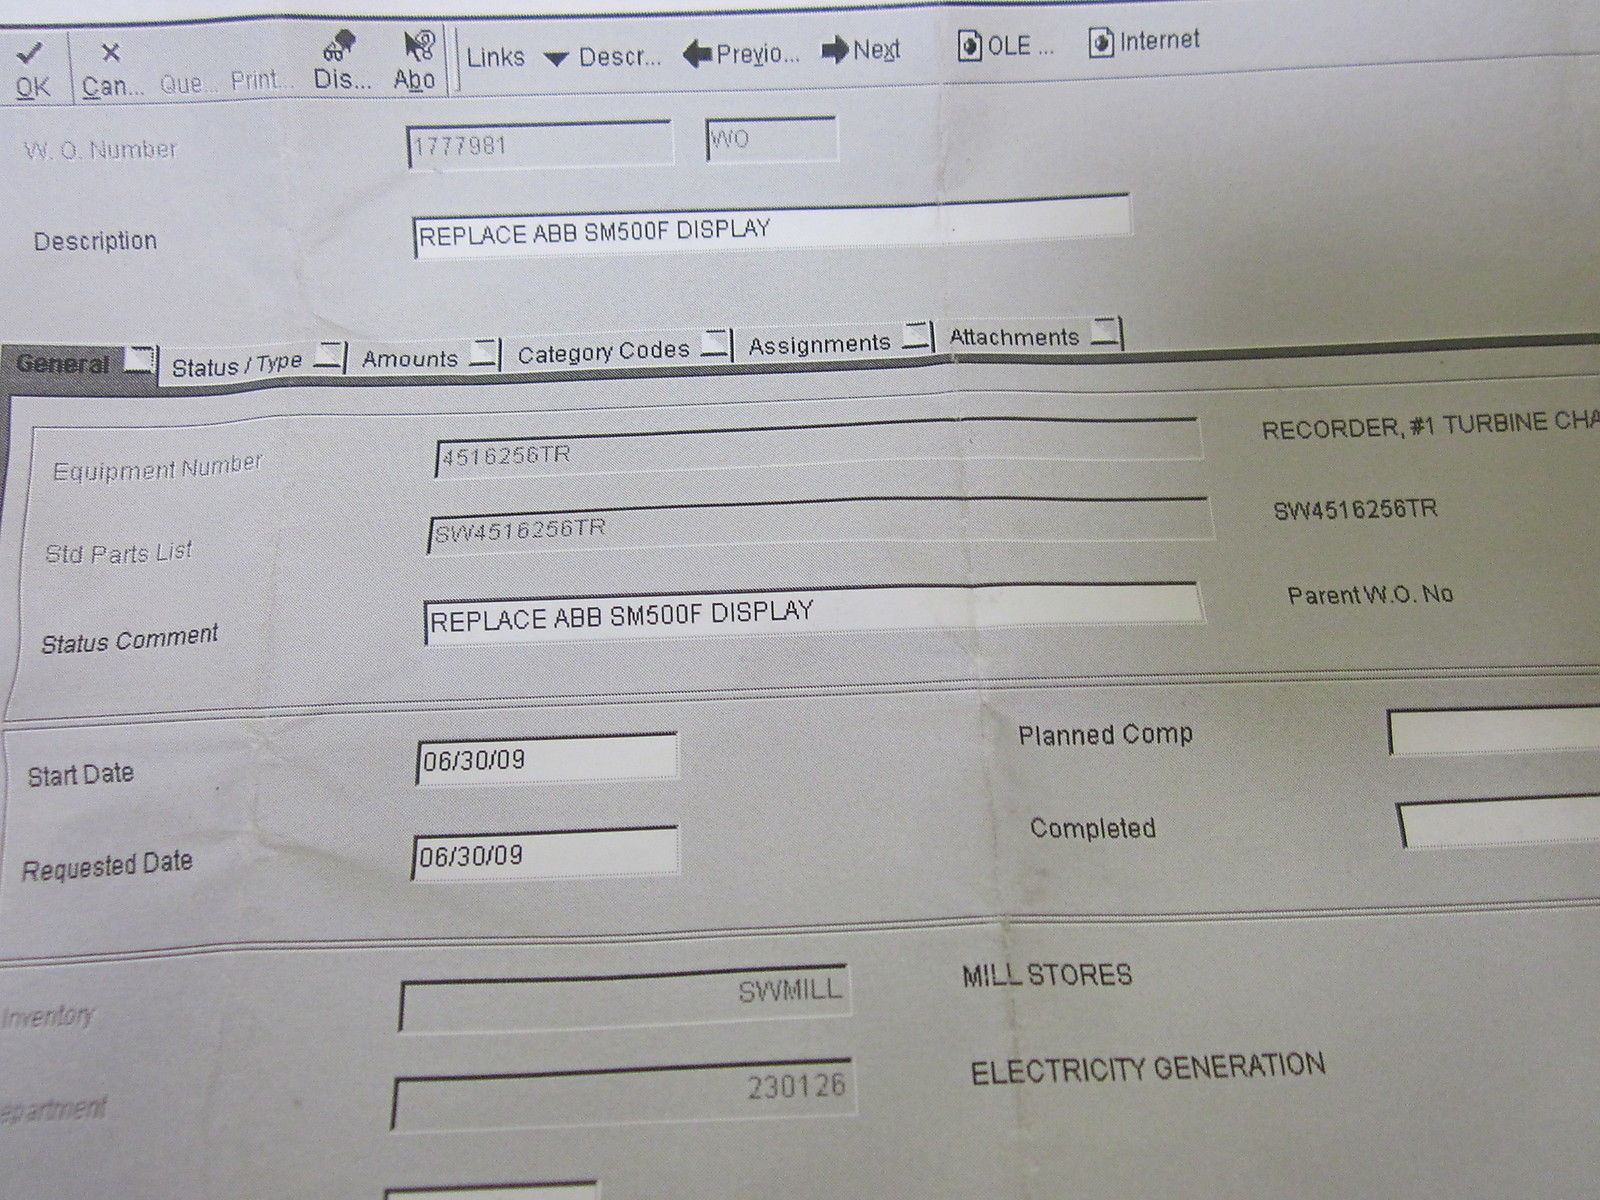 OK Can... Que... Print... Dis... Abo Links Descr... Previo... Next OLE ... Internet
W. O. Number 1777981 WO
Description REPLACE ABB SM500F DISPLAY
General Status / Type Amounts Category Codes Assignments Attachments
Equipment Number 4516256TR RECORDER, #1 TURBINE CHA
Std Parts List SW4516256TR SW4516256TR
Status Comment REPLACE ABB SM500F DISPLAY Parent W.O. No
Start Date 06/30/09 Planned Comp
Requested Date 06/30/09 Completed
Inventory SWMILL MILL STORES
epartment 230126 ELECTRICITY GENERATION